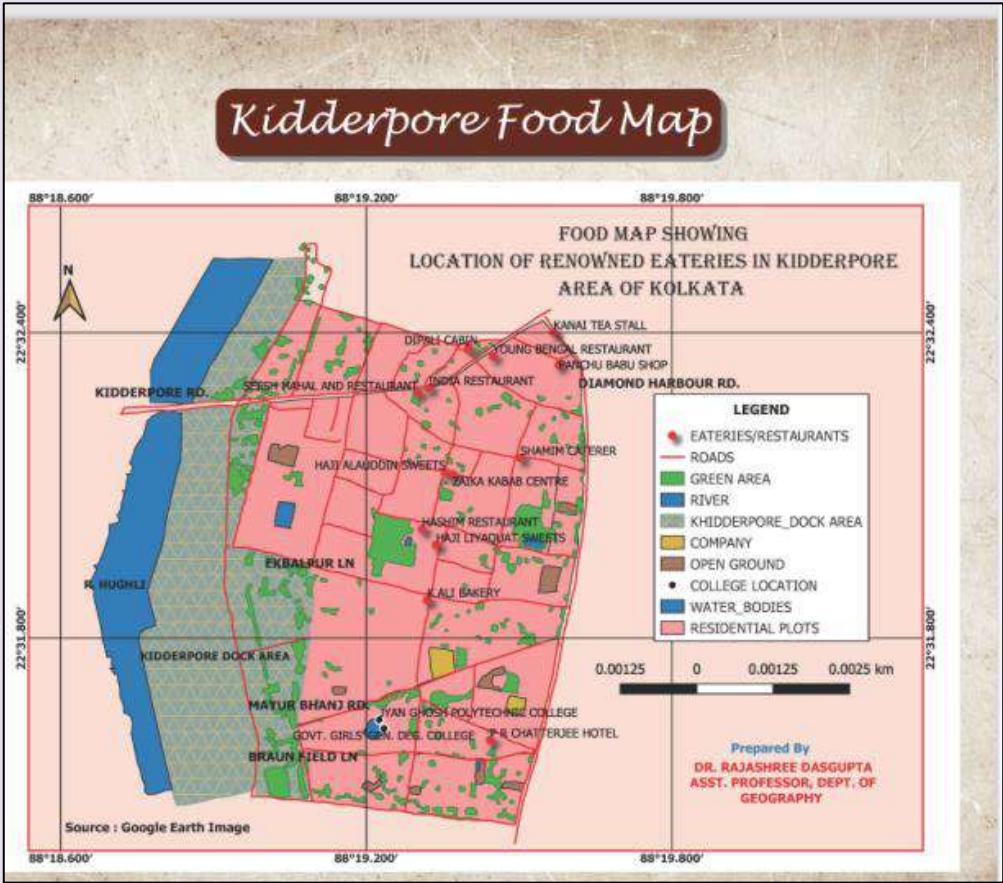 Kidderpore Food Map
88°18.600'
88°19.200'
88°19.800'
FOOD MAP SHOWING
LOCATION OF RENOWNED EATERIES IN KIDDERPORE
AREA OF KOLKATA
N
22°32.400'
22°32.400'
KANAI TEA STALL
DIPALI CABIN
YOUNG BENGAL RESTAURANT
PANCHU BABU SHOP
DIAMOND HARBOUR RD.
KIDDERPORE RD.
MAHAL AND RESTAURANT
INDIA RESTAURANT
LEGEND
EATERIES/RESTAURANTS
ROADS
GREEN AREA
RIVER
KHIDDERPORE_DOCK AREA
COMPANY
OPEN GROUND
COLLEGE LOCATION
WATER_BODIES
RESIDENTIAL PLOTS
SHAMIM CATERER
HAJI ALAUDDIN SWEETS
ZAIKA KABAB CENTRE
HASHIM RESTAURANT
HAJI LIYAQUAT SWEETS
EKBALPUR LN
R. HUGHLI
K.ALI BAKERY
22°31.800'
22°31.800'
KIDDERPORE DOCK AREA
0.00125 0 0.00125 0.0025 km
MAYUR BHANJ RD.
GHOSH POLYTECHNIC COLLEGE
GOVT. GIRLS' GEN. DEG. COLLEGE
P R CHATTERJEE HOTEL
BRAUN FIELD LN
Prepared By
DR. RAJASHREE DASGUPTA
ASST. PROFESSOR, DEPT. OF
GEOGRAPHY
Source : Google Earth Image
88°18.600'
88°19.200'
88°19.800'